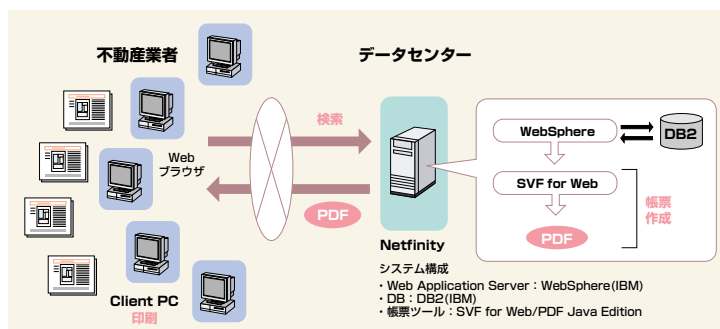 不動産業者
データセンター
検索
Web
ブラウザ
PDF
WebSphere
DB2
SVF for Web
帳票
作成
PDF
Netfinity
Client PC
印刷
システム構成
・Web Application Server：WebSphere(IBM)
・DB：DB2(IBM)
・帳票ツール：SVF for Web/PDF Java Edition